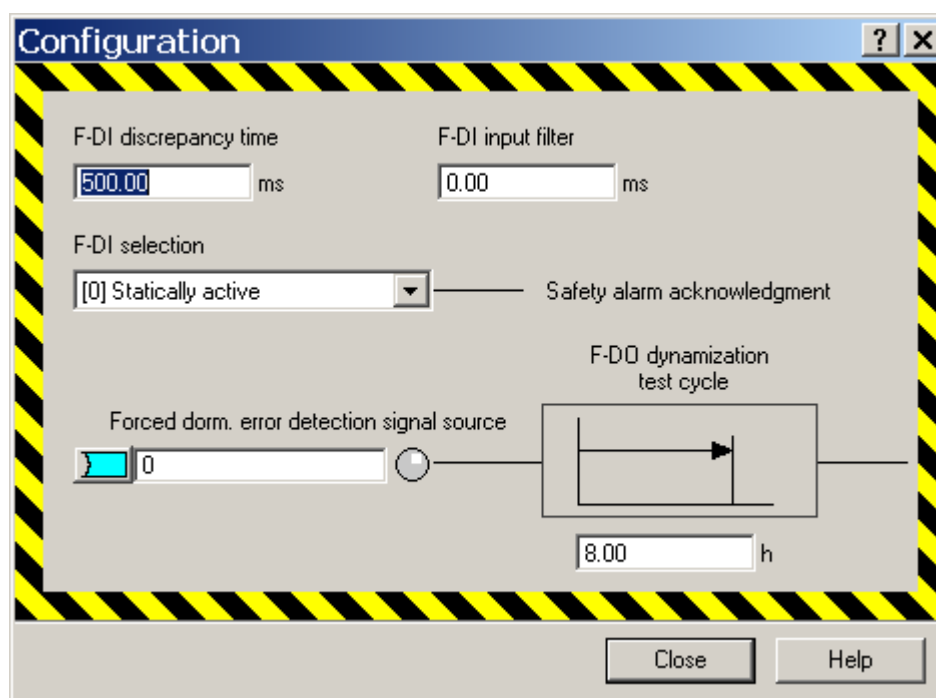 Configuration
F-DI discrepancy time
F-DI input filter
500.00 ms
0.00 ms
F-DI selection
[0] Statically active
Safety alarm acknowledgment
F-DO dynamization
test cycle
Forced dorm. error detection signal source
0
8.00 h
Close
Help